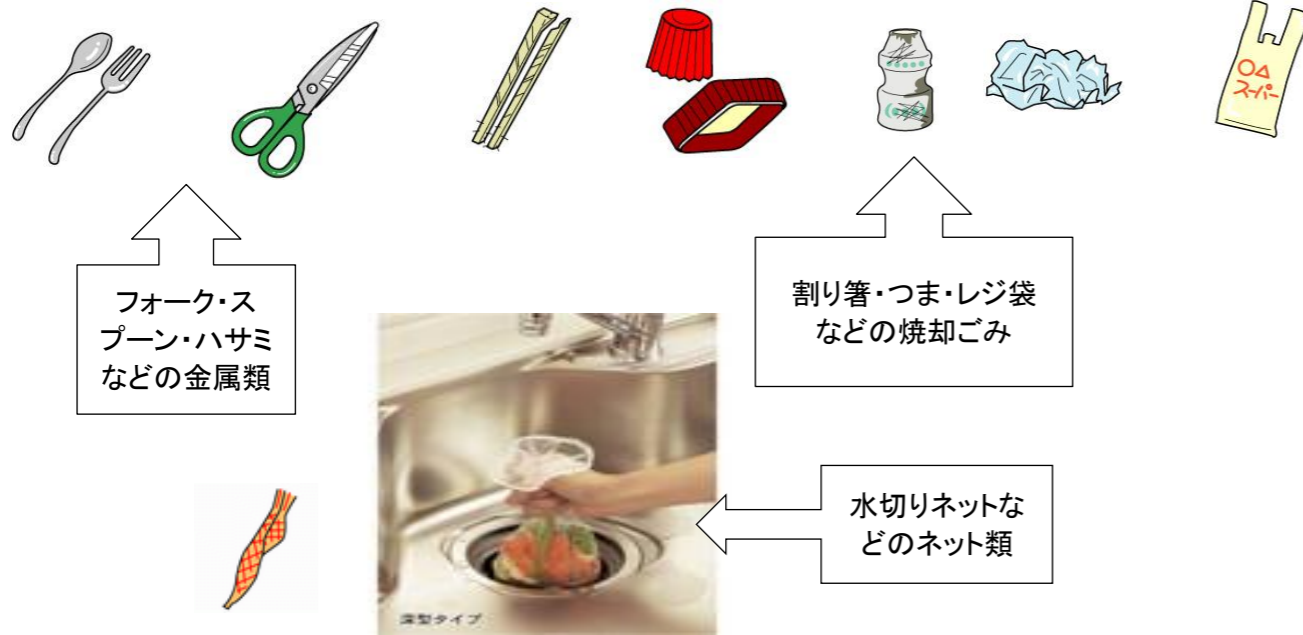 ○△
スーパー
フォーク・ス
プーン・ハサミ
などの金属類
割り箸・つま・レジ袋
などの焼却ごみ
水切りネットな
どのネット類
深型タイプ